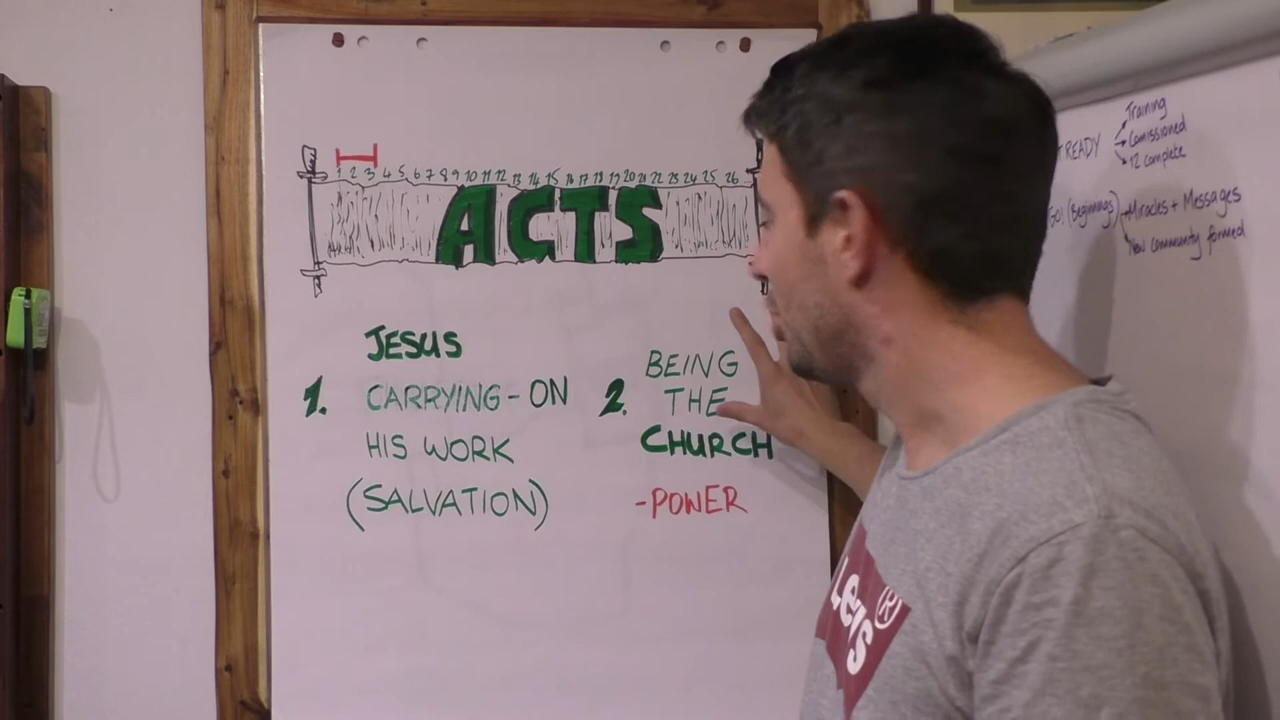 1 2 3 4 5 6 7 8 9 10 11 12 13 14 15 16 17 18 19 20 21 22 23 24 25 26
ACTS
JESUS
1. CARRYING-ON
HIS WORK
(SALVATION)
BEING
2. THE
CHURCH
-POWER
Training
READY Comissioned
12 complete
Go! (Beginnings) Miracles + Messages
New community formed
Levi's ®